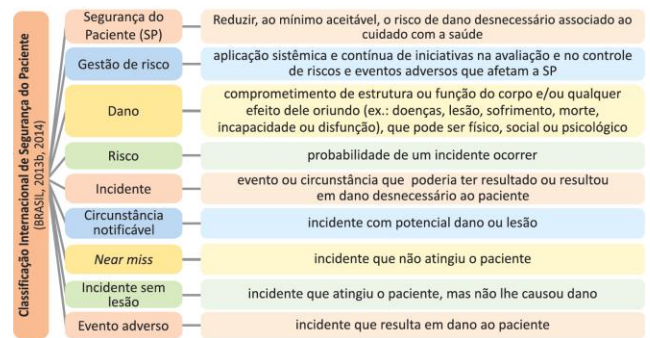 Classificação Internacional de Segurança do Paciente
(BRASIL, 2013b, 2014)
Segurança do
Paciente (SP)
Reduzir, ao mínimo aceitável, o risco de dano desnecessário associado ao
cuidado com a saúde
Gestão de risco
aplicação sistêmica e contínua de iniciativas na avaliação e no controle
de riscos e eventos adversos que afetam a SP
Dano
comprometimento de estrutura ou função do corpo e/ou qualquer
efeito dele oriundo (ex.: doenças, lesão, sofrimento, morte,
incapacidade ou disfunção), que pode ser físico, social ou psicológico
Risco
probabilidade de um incidente ocorrer
Incidente
evento ou circunstância que poderia ter resultado ou resultou
em dano desnecessário ao paciente
Circunstância
notificável
incidente com potencial dano ou lesão
Near miss
incidente que não atingiu o paciente
Incidente sem
lesão
incidente que atingiu o paciente, mas não lhe causou dano
Evento adverso
incidente que resulta em dano ao paciente